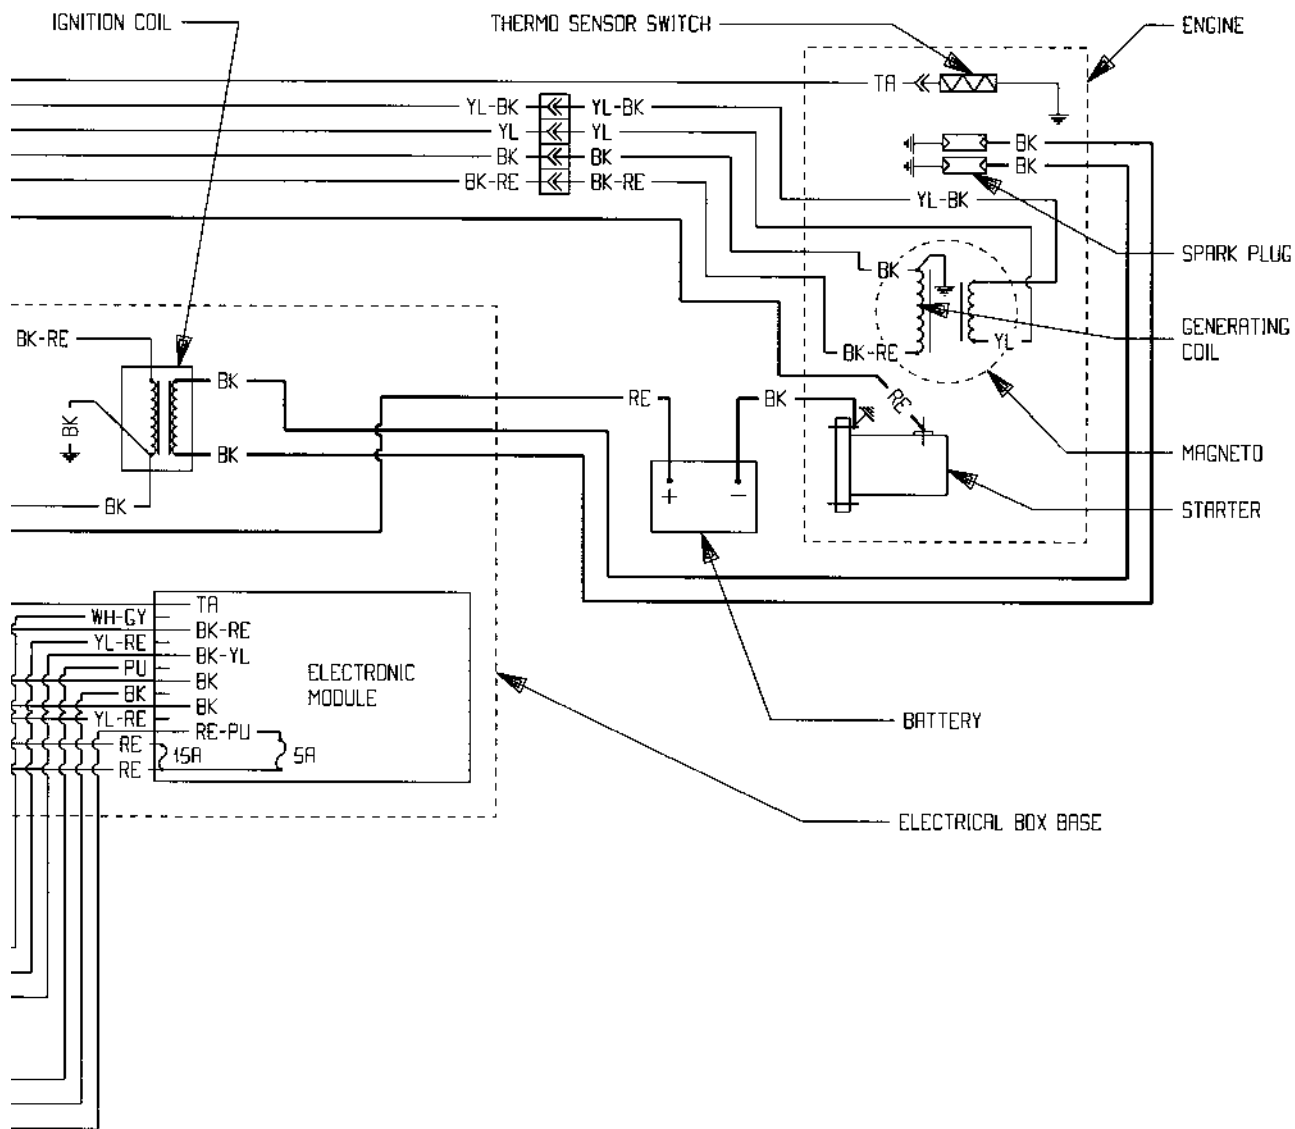 IGNITION COIL
THERMO SENSOR SWITCH
ENGINE
TA
YL-BK YL-BK
YL YL
BK BK
BK-RE BK-RE
BK
BK
YL-BK
SPARK PLUG
BK
GENERATING
COIL
BK-RE
YL
BK-RE
BK
RE
BK
RE
BK
BK
MAGNETO
+ −
BK
STARTER
TA
WH-GY
BK-RE
YL-RE
BK-YL
PU
BK
BK
BK
YL-RE
RE-PU
RE
15A
5A
RE
ELECTRONIC
MODULE
BATTERY
ELECTRICAL BOX BASE